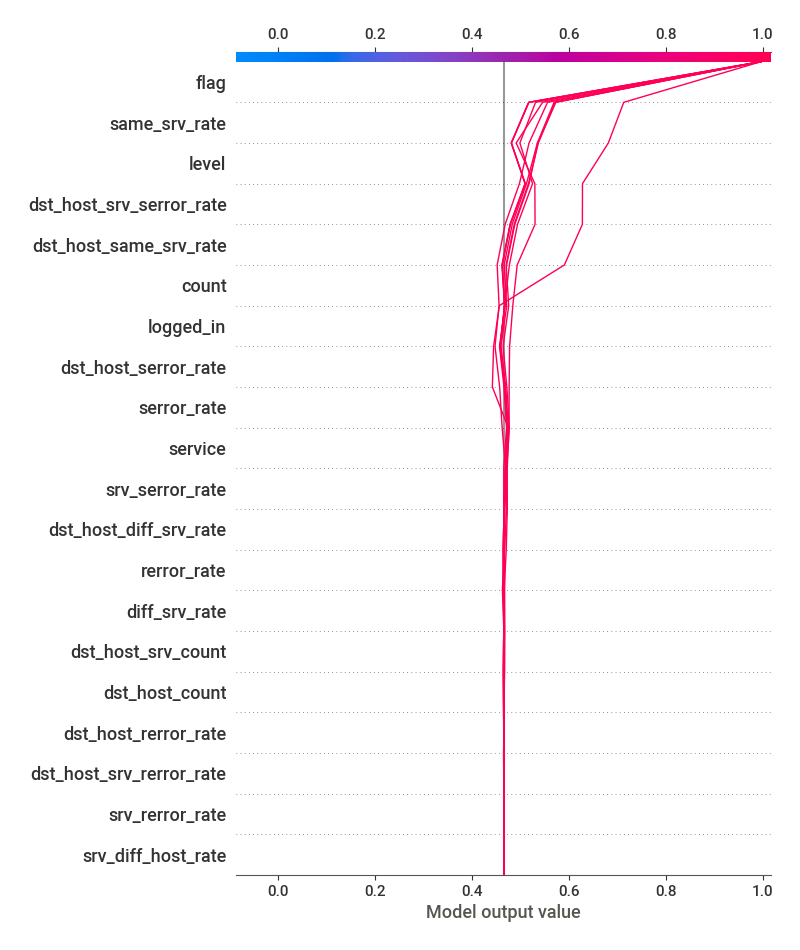 0.0 0.2 0.4 0.6 0.8 1.0
flag
same_srv_rate
level
dst_host_srv_serror_rate
dst_host_same_srv_rate
count
logged_in
dst_host_serror_rate
serror_rate
service
srv_serror_rate
dst_host_diff_srv_rate
rerror_rate
diff_srv_rate
dst_host_srv_count
dst_host_count
dst_host_rerror_rate
dst_host_srv_rerror_rate
srv_rerror_rate
srv_diff_host_rate
0.0 0.2 0.4 0.6 0.8 1.0
Model output value